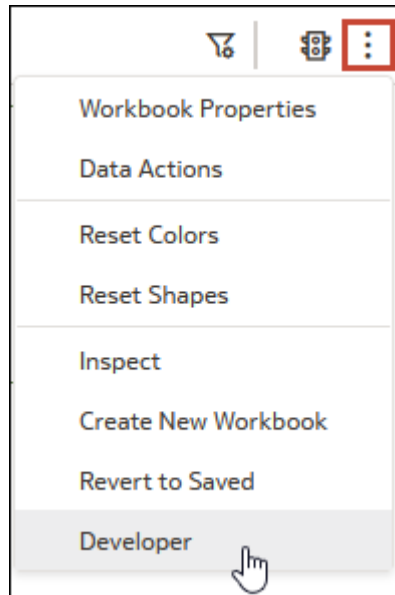 Workbook Properties
Data Actions
Reset Colors
Reset Shapes
Inspect
Create New Workbook
Revert to Saved
Developer